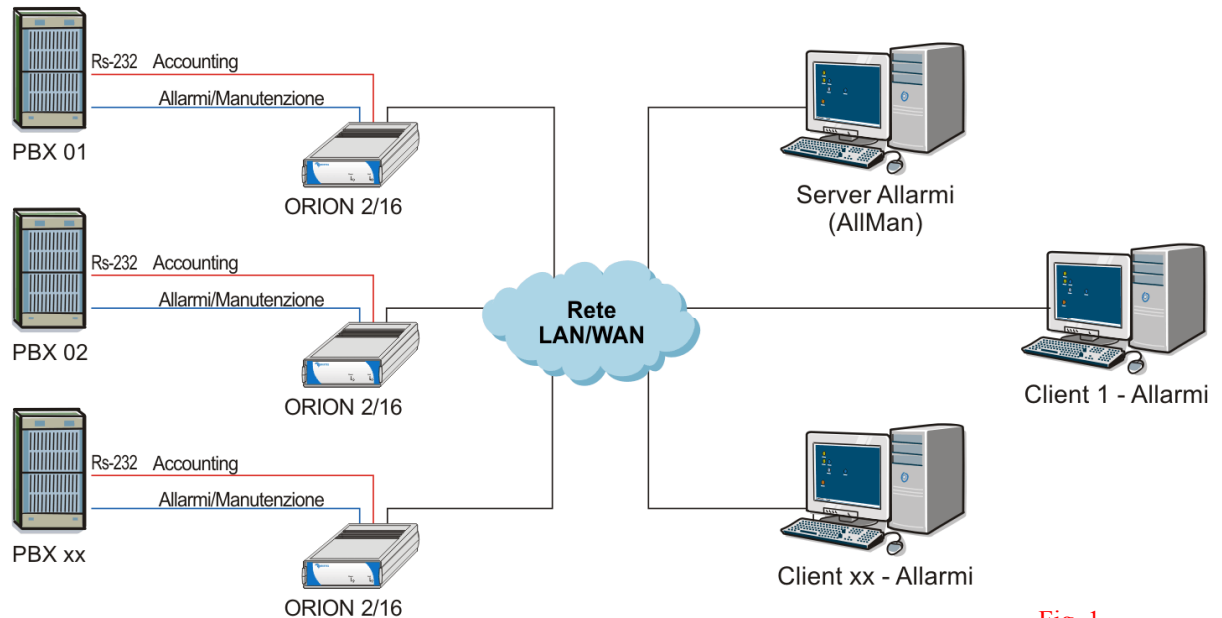 Rs-232 Accounting
Allarmi/Manutenzione
PBX 01
ORION 2/16
Server Allarmi
(AllMan)
Rs-232 Accounting
Allarmi/Manutenzione
PBX 02
ORION 2/16
Rete
LAN/WAN
Client 1 - Allarmi
Rs-232 Accounting
Allarmi/Manutenzione
PBX xx
ORION 2/16
Client xx - Allarmi